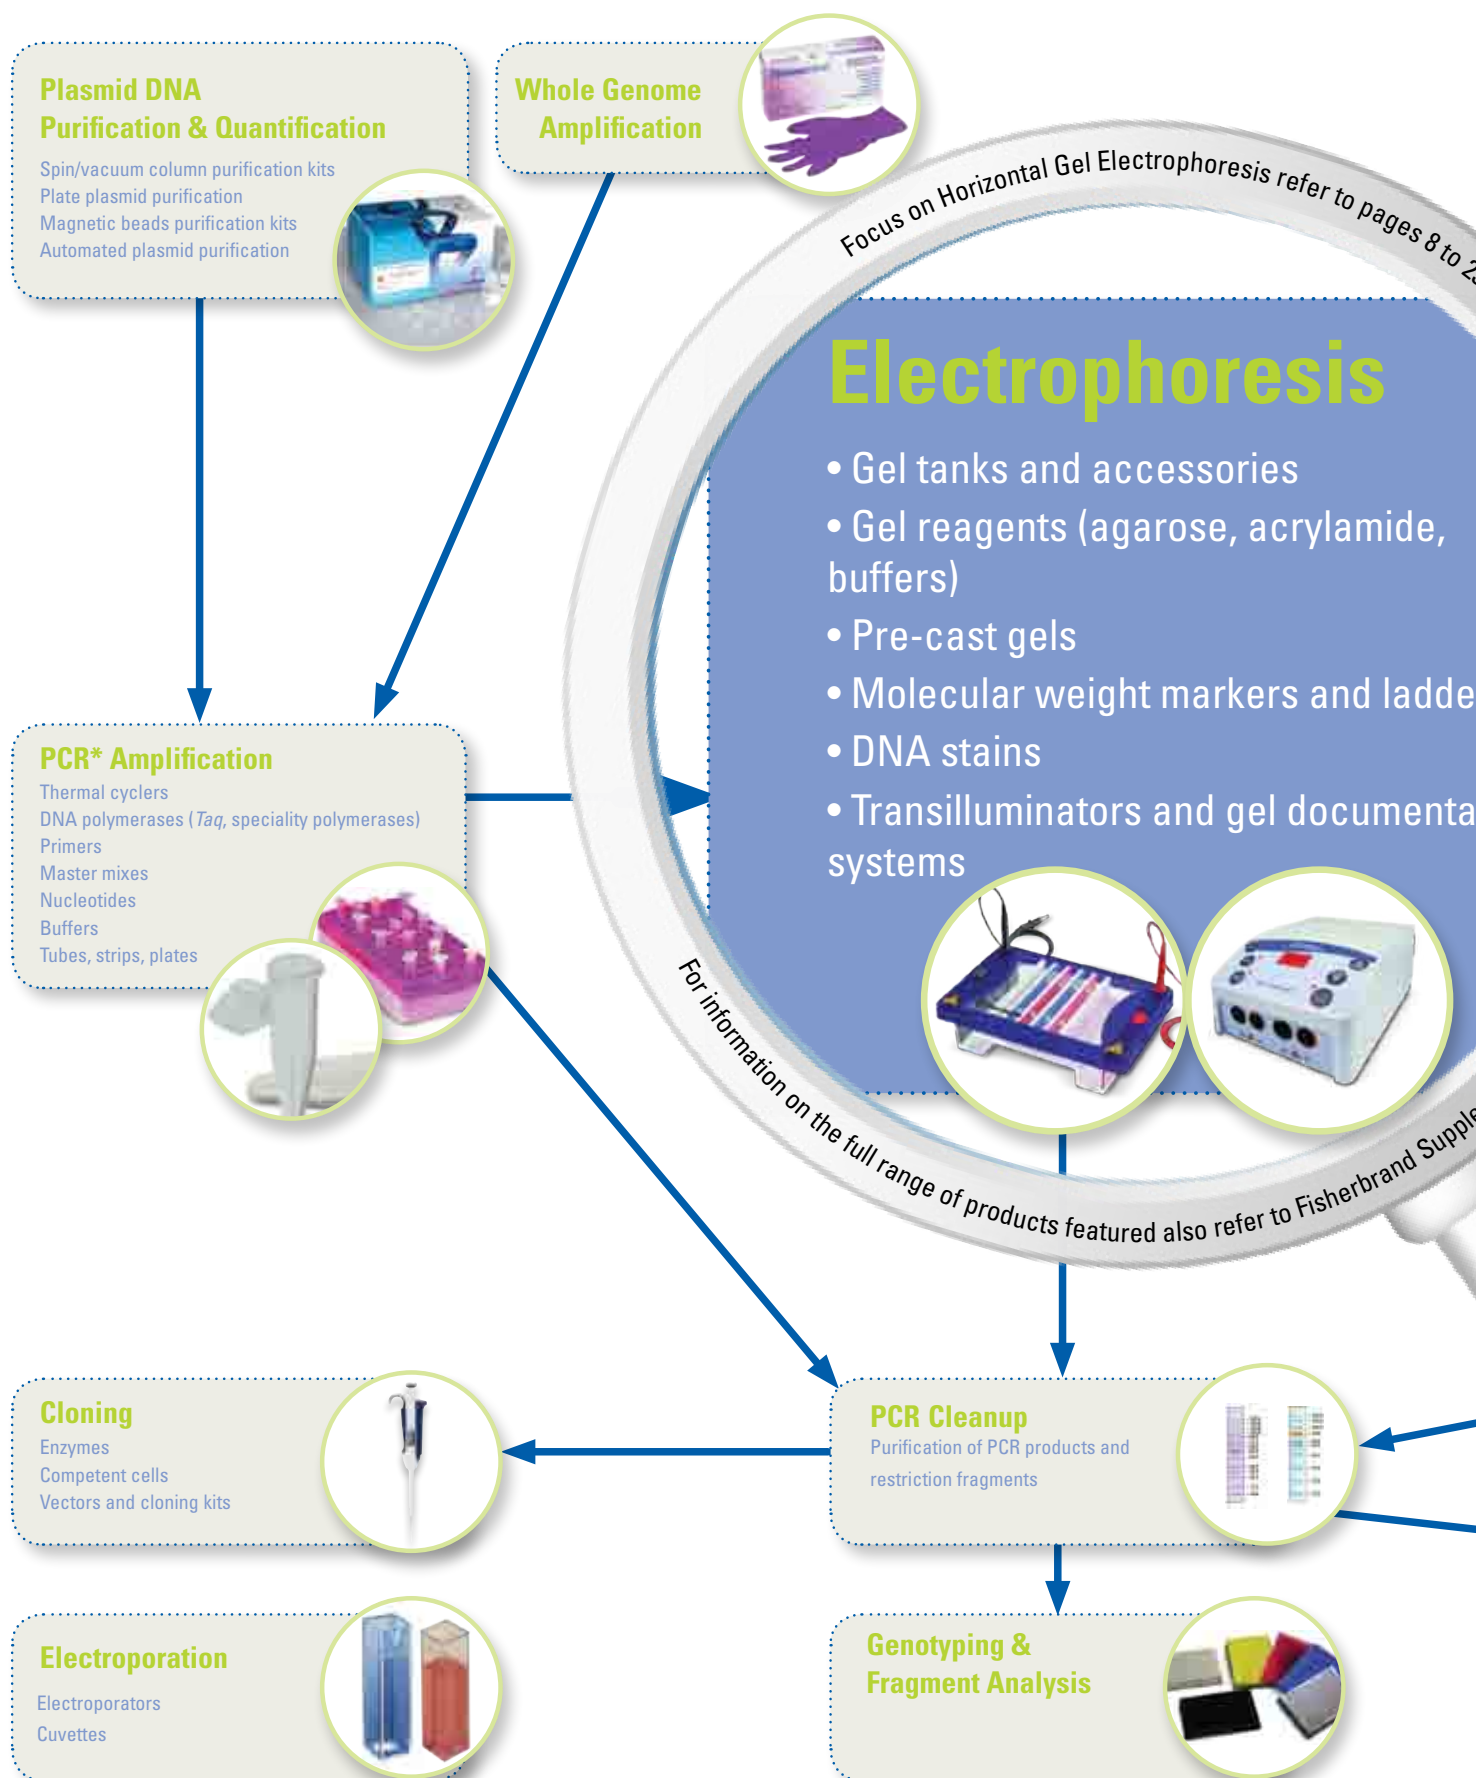 Plasmid DNA
Purification & Quantification
Spin/vacuum column purification kits
Plate plasmid purification
Magnetic beads purification kits
Automated plasmid purification
Whole Genome
Amplification
Focus on Horizontal Gel Electrophoresis refer to pages 8 to
Electrophoresis
• Gel tanks and accessories
• Gel reagents (agarose, acrylamide,
buffers)
• Pre-cast gels
• Molecular weight markers and ladde
• DNA stains
• Transilluminators and gel documenta
systems
For information on the full range of products featured also refer to Fisherbrand Supple
PCR* Amplification
Thermal cyclers
DNA polymerases (Taq, speciality polymerases)
Primers
Master mixes
Nucleotides
Buffers
Tubes, strips, plates
Cloning
Enzymes
Competent cells
Vectors and cloning kits
PCR Cleanup
Purification of PCR products and
restriction fragments
Electroporation
Electroporators
Cuvettes
Genotyping &
Fragment Analysis